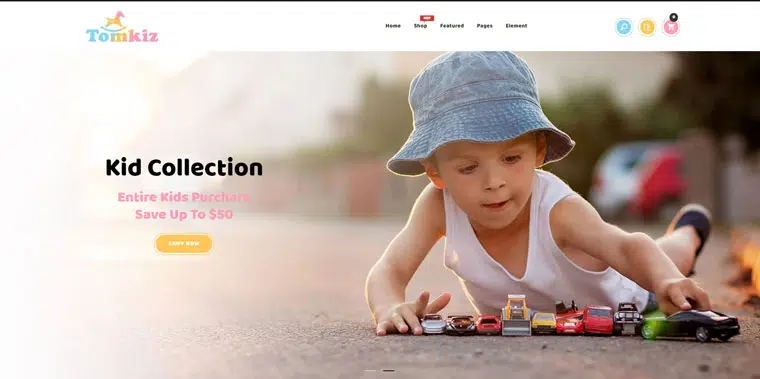 Tomkiz
Home
Shop
HOT
Featured
Pages
Element
0
Kid Collection
Entire Kids Purchase
Save Up To $50
SHOP NOW